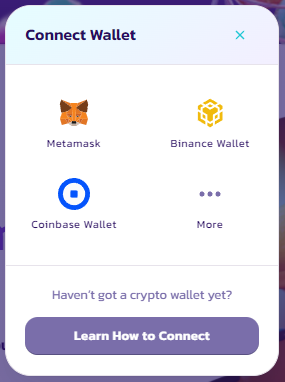 Connect Wallet
Metamask
Binance Wallet
Coinbase Wallet
More
Haven't got a crypto wallet yet?
Learn How to Connect